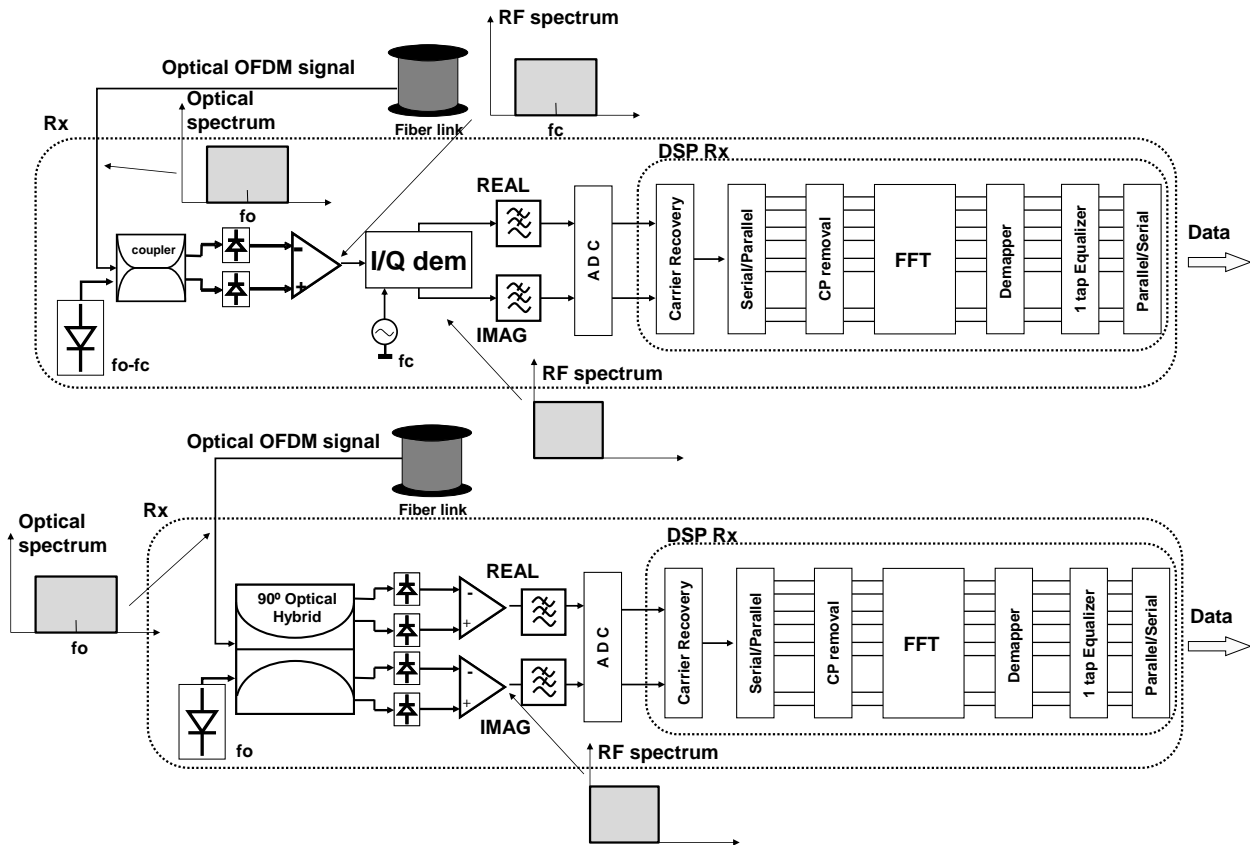 RF spectrum
Optical OFDM signal
Optical
spectrum
Fiber link
fc
Rx
DSP Rx
fo
REAL
coupler
-
+
I/Q dem
ADC
Carrier Recovery
Serial/Parallel
CP removal
FFT
Demapper
1 tap Equalizer
Parallel/Serial
Data
IMAG
fo-fc
fc
RF spectrum
Optical OFDM signal
Fiber link
Rx
Optical
spectrum
DSP Rx
fo
90º Optical
Hybrid
REAL
-
+
-
+
IMAG
ADC
Carrier Recovery
Serial/Parallel
CP removal
FFT
Demapper
1 tap Equalizer
Parallel/Serial
Data
fo
RF spectrum